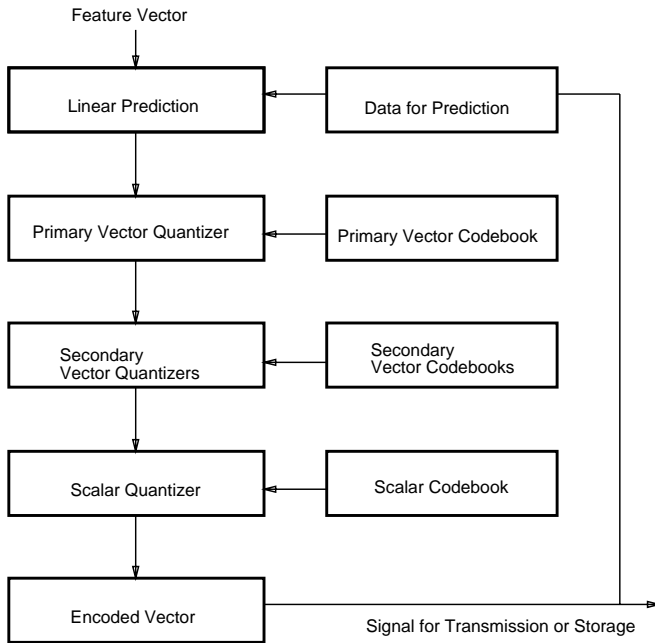 Feature Vector
Linear Prediction
Data for Prediction
Primary Vector Quantizer
Primary Vector Codebook
Secondary
Vector Quantizers
Secondary
Vector Codebooks
Scalar Quantizer
Scalar Codebook
Encoded Vector
Signal for Transmission or Storage